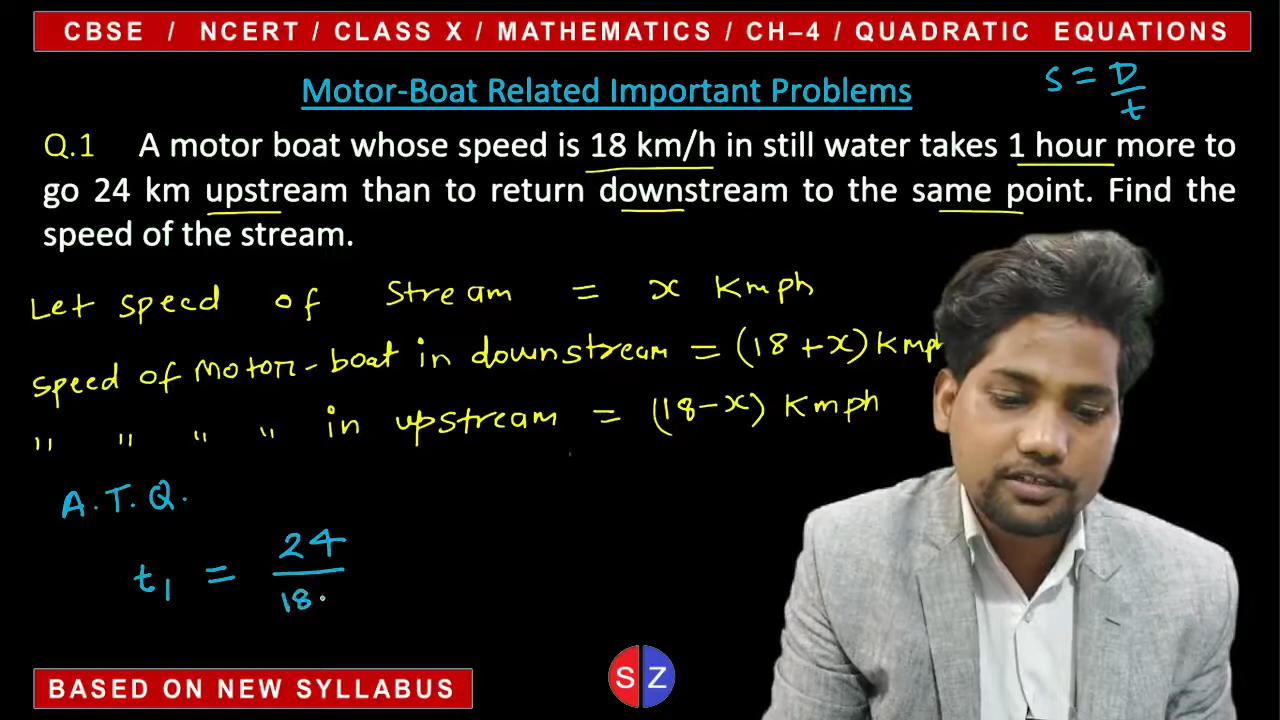 CBSE / NCERT / CLASS X / MATHEMATICS / CH–4 / QUADRATIC EQUATIONS
Motor-Boat Related Important Problems
S = D/t
Q.1 A motor boat whose speed is 18 km/h in still water takes 1 hour more to
go 24 km upstream than to return downstream to the same point. Find the
speed of the stream.
Let speed of stream = x Kmph
Speed of Motor-boat in downstream = (18+x) Kmph
" " " " in upstream = (18-x) Kmph
A.T.Q.
t₁ = 24/18
BASED ON NEW SYLLABUS
S Z